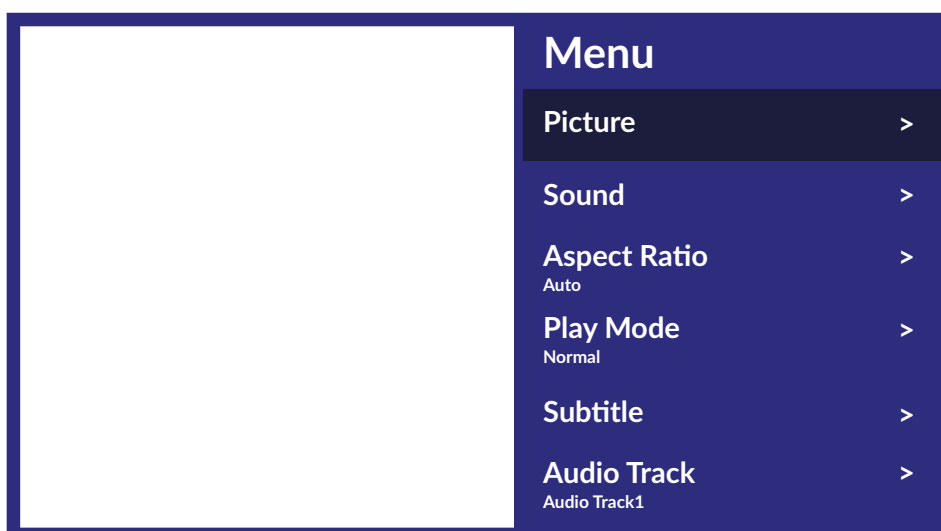 Menu
Picture >
Sound >
Aspect Ratio >
Auto
Play Mode >
Normal
Subtitle >
Audio Track >
Audio Track1